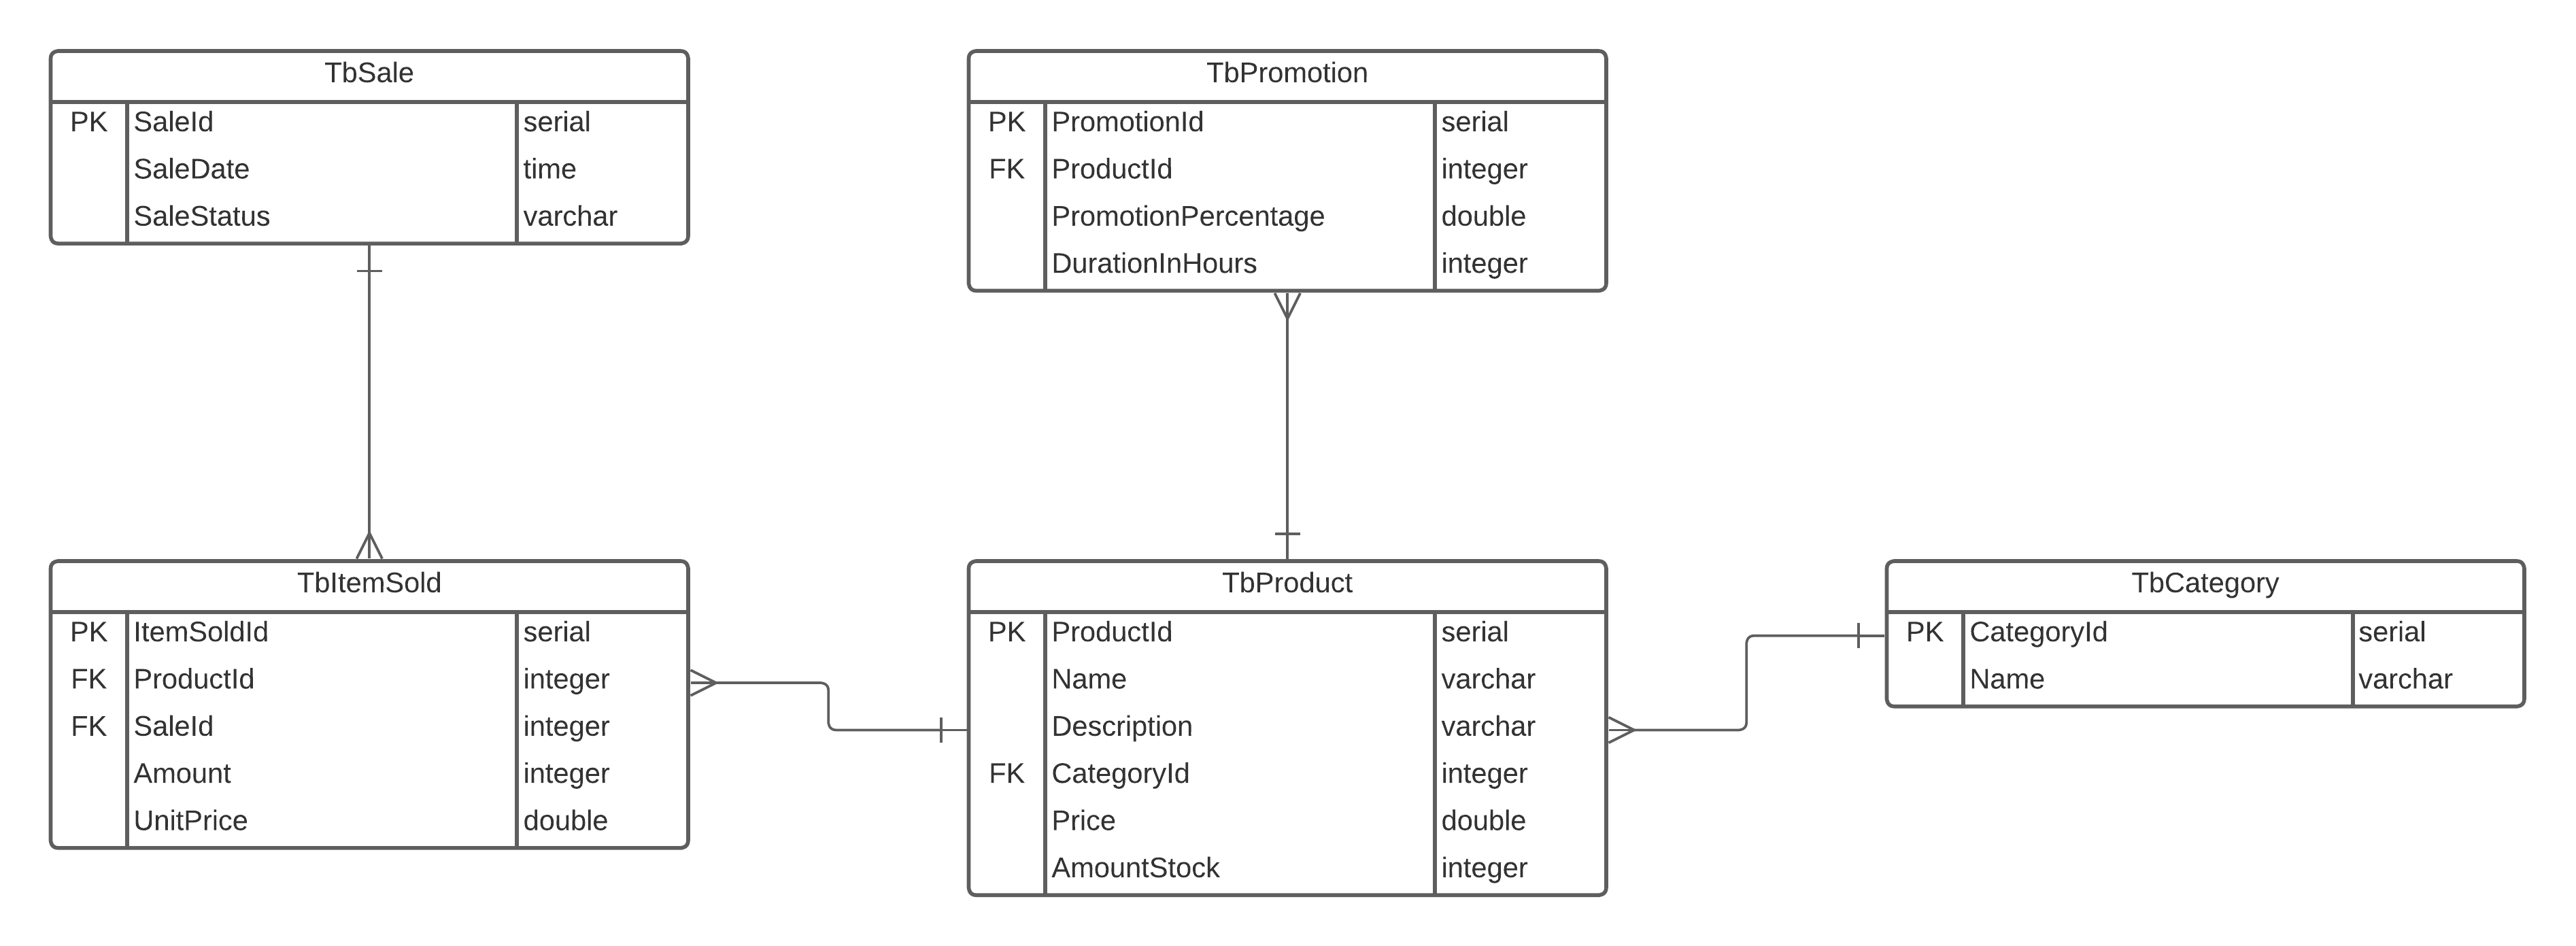 TbSale
PK SaleId serial
SaleDate time
SaleStatus varchar
TbPromotion
PK PromotionId serial
FK ProductId integer
PromotionPercentage double
DurationInHours integer
TbItemSold
PK ItemSoldId serial
FK ProductId integer
FK SaleId integer
Amount integer
UnitPrice double
TbProduct
PK ProductId serial
Name varchar
Description varchar
FK CategoryId integer
Price double
AmountStock integer
TbCategory
PK CategoryId serial
Name varchar